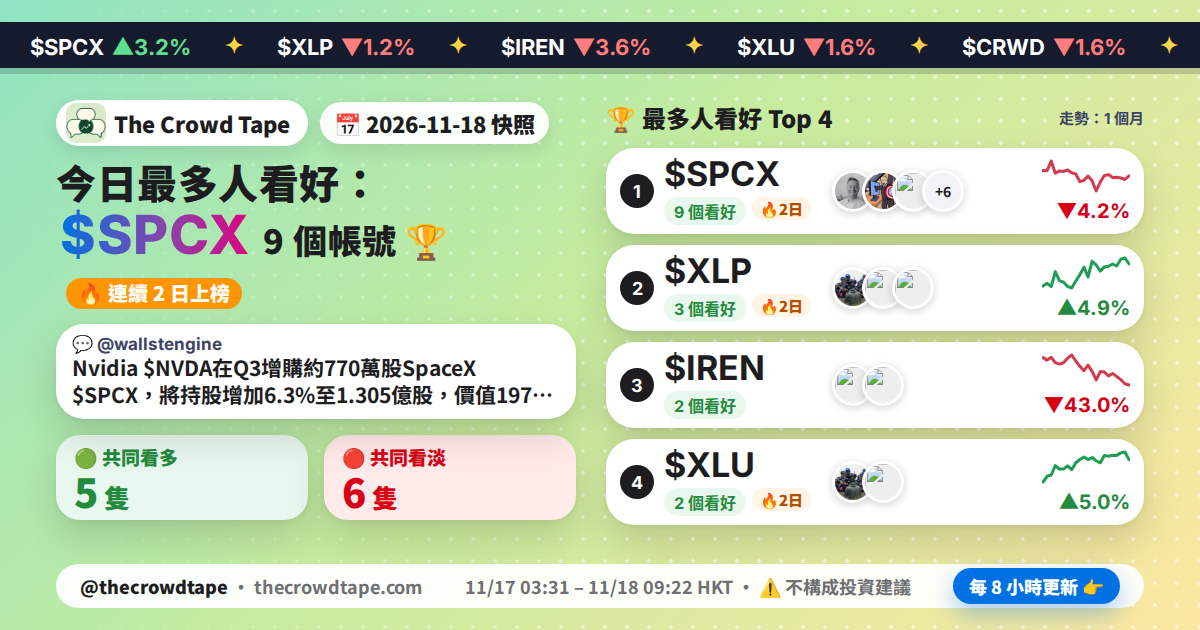 $SPCX ▲3.2% ✦ $XLP ▼1.2% ✦ $IREN ▼3.6% ✦ $XLU ▼1.6% ✦ $CRWD ▼1.6% ✦
The Crowd Tape
📅 2026-11-18 快照
今日最多人看好：
$SPCX 9 個帳號 🏆
🔥 連續 2 日上榜
💬 @wallstengine
Nvidia $NVDA在Q3增購約770萬股SpaceX
$SPCX，將持股增加6.3%至1.305億股，價值197⋯
🟢 共同看多
5 隻
🔴 共同看淡
6 隻
🏆 最多人看好 Top 4
走勢：1個月
1 $SPCX +6
9 個看好 🔥2日 ▼4.2%
2 $XLP
3 個看好 🔥2日 ▲4.9%
3 $IREN
2 個看好 ▼43.0%
4 $XLU
2 個看好 🔥2日 ▲5.0%
@thecrowdtape · thecrowdtape.com 11/17 03:31 – 11/18 09:22 HKT · ⚠️ 不構成投資建議 每 8 小時更新 👉